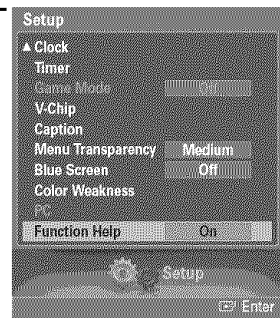 Setup
▲ Clock
Timer
Game Mode Off
V-Chip
Caption
Menu Transparency Medium
Blue Screen Off
Color Weakness
PC
Function Help On
Setup
Enter